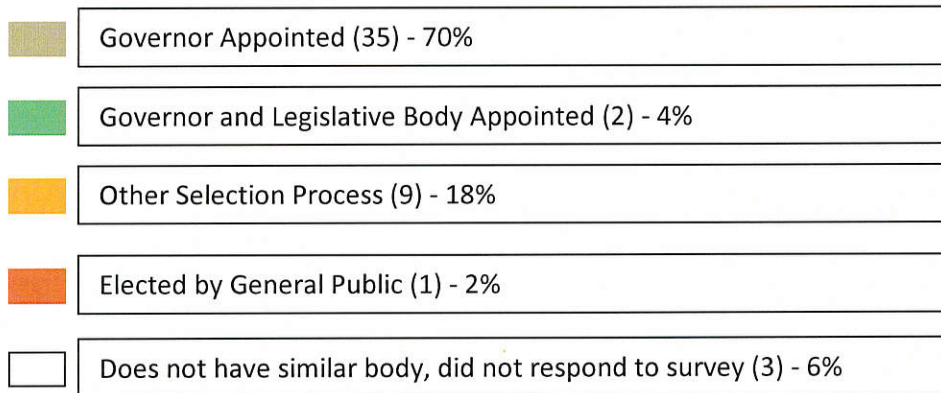 Governor Appointed (35) - 70%
Governor and Legislative Body Appointed (2) - 4%
Other Selection Process (9) - 18%
Elected by General Public (1) - 2%
Does not have similar body, did not respond to survey (3) - 6%